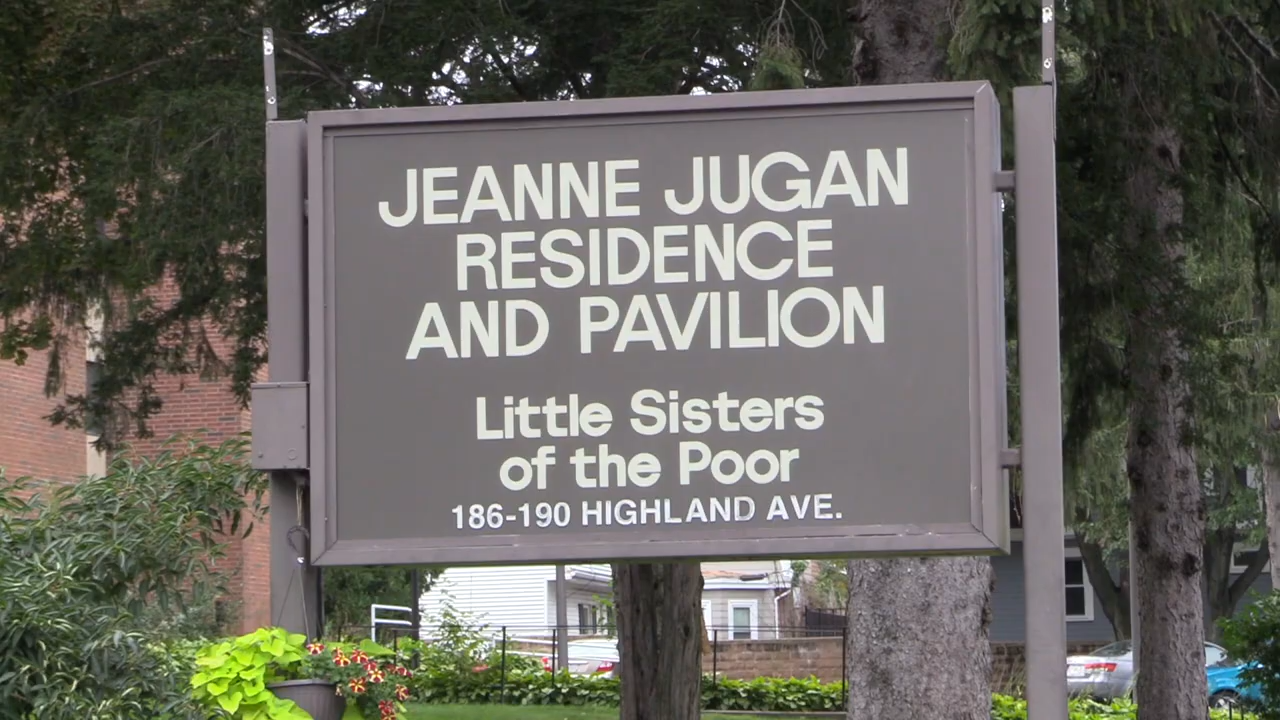 JEANNE JUGAN
RESIDENCE
AND PAVILION
Little Sisters
of the Poor
186-190 HIGHLAND AVE.